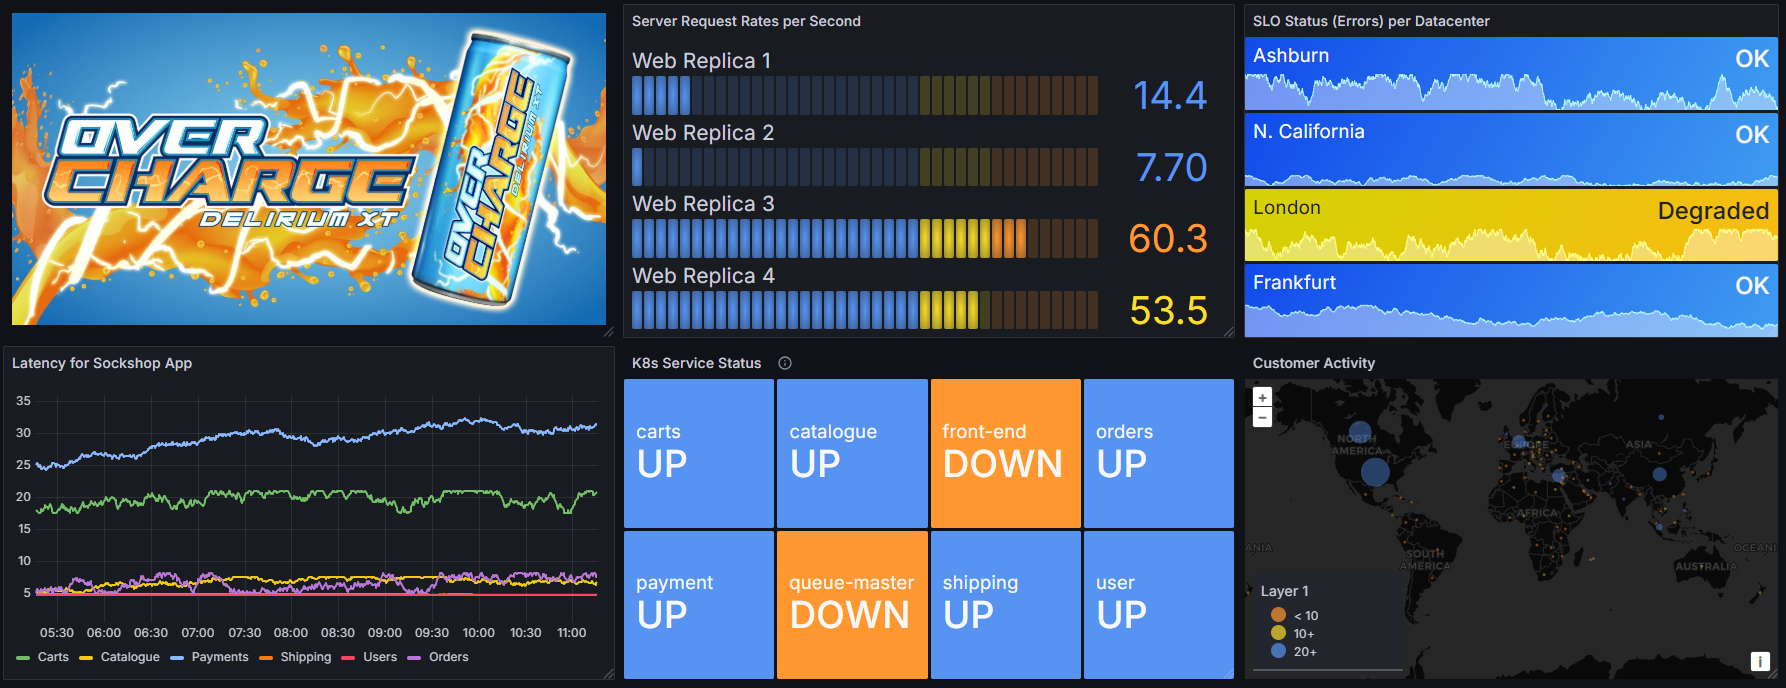 OVER
CHARGE
DELIRIUM XT
OVER
CHARGE
DELIRIUM XT
Server Request Rates per Second
Web Replica 1
14.4
Web Replica 2
7.70
Web Replica 3
60.3
Web Replica 4
53.5
SLO Status (Errors) per Datacenter
Ashburn OK
N. California OK
London Degraded
Frankfurt OK
Latency for Sockshop App
35
30
25
20
15
10
5
05:30 06:00 06:30 07:00 07:30 08:00 08:30 09:00 09:30 10:00 10:30 11:00
Carts Catalogue Payments Shipping Users Orders
K8s Service Status
carts
UP
catalogue
UP
front-end
DOWN
orders
UP
payment
UP
queue-master
DOWN
shipping
UP
user
UP
Customer Activity
+
−
NORTH
AMERICA
EUROPE
ASIA
AFRICA
ANIA
OCEANI
SOUTH
AMERICA
AUSTRALIA
Layer 1
< 10
10+
20+
i